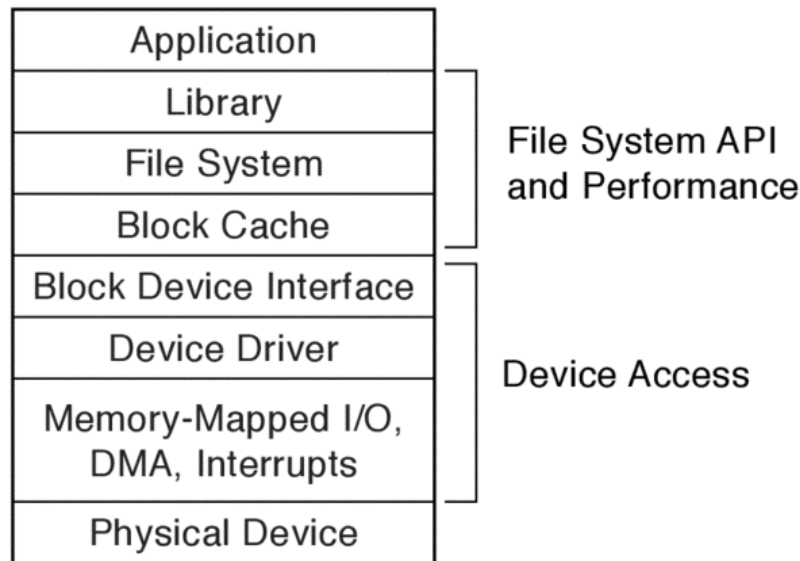 Application
Library
File System
Block Cache
File System API
and Performance
Block Device Interface
Device Driver
Memory-Mapped I/O,
DMA, Interrupts
Device Access
Physical Device